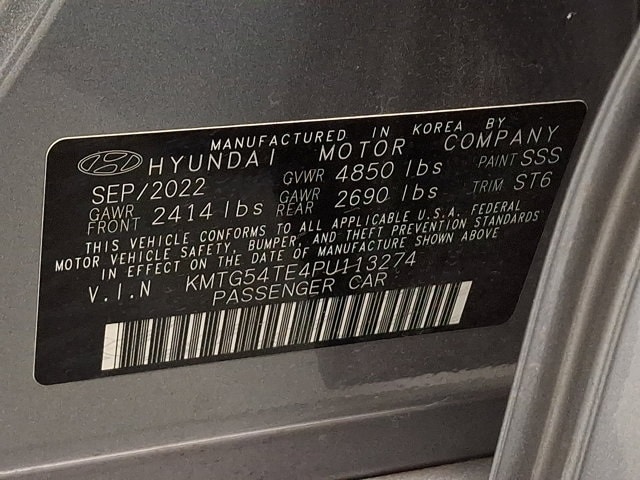 MANUFACTURED IN KOREA BY
HYUNDAI MOTOR COMPANY
SEP/2022 GVWR 4850 lbs PAINT SSS
GAWR FRONT 2414 lbs GAWR REAR 2690 lbs TRIM ST6
THIS VEHICLE CONFORMS TO ALL APPLICABLE U.S.A. FEDERAL
MOTOR VEHICLE SAFETY, BUMPER, AND THEFT PREVENTION STANDARDS
IN EFFECT ON THE DATE OF MANUFACTURE SHOWN ABOVE
V.I.N KMTG54TE4PU113274
PASSENGER CAR